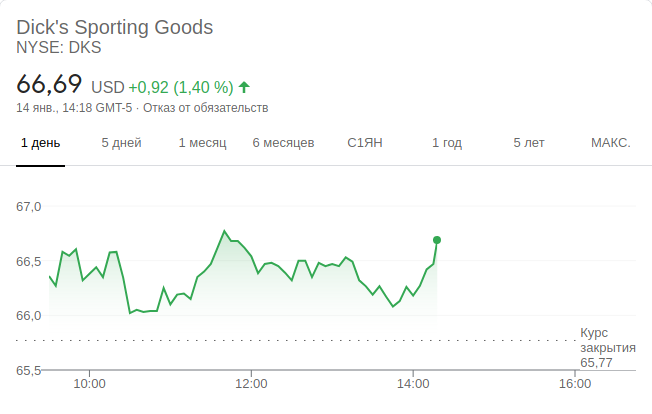 Dick's Sporting Goods
NYSE: DKS
66,69 USD +0,92 (1,40 %)
14 янв., 14:18 GMT-5 · Отказ от обязательств
1 день 5 дней 1 месяц 6 месяцев С1ЯН 1 год 5 лет МАКС.
67,0
66,5
66,0
Курс
закрытия
65,77
65,5
10:00 12:00 14:00 16:00